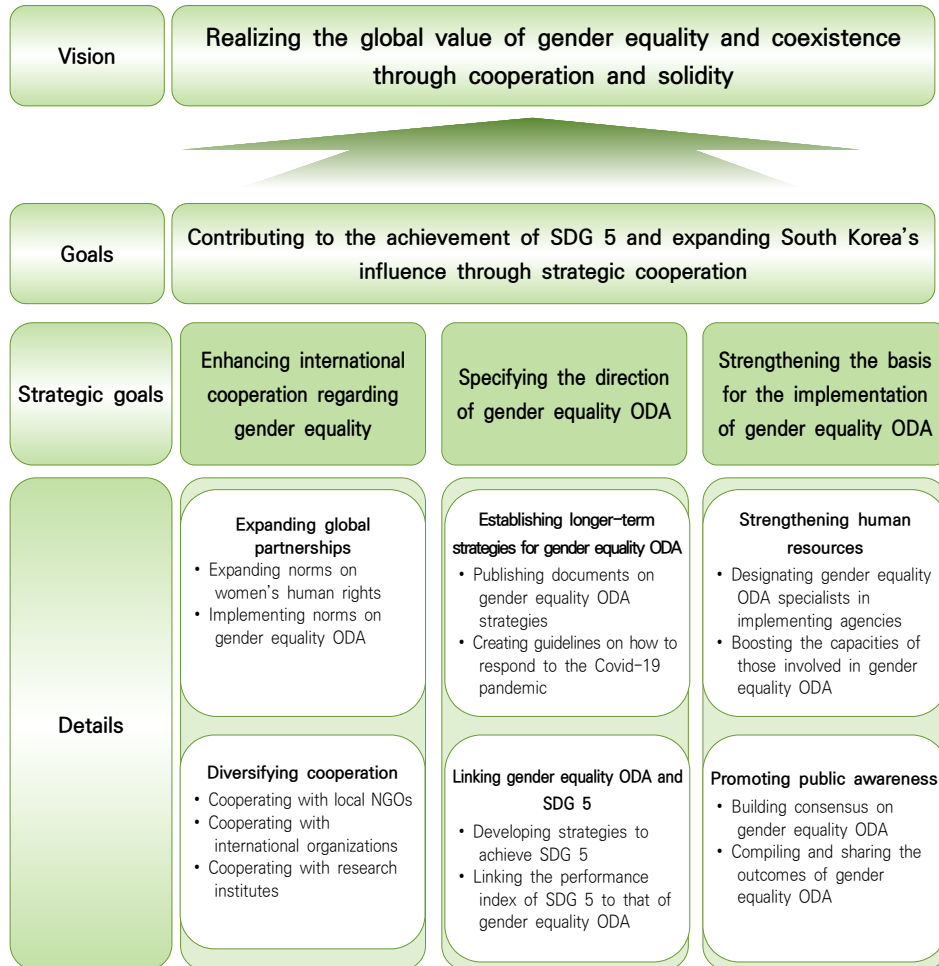 Vision
Realizing the global value of gender equality and coexistence
through cooperation and solidity
Goals
Contributing to the achievement of SDG 5 and expanding South Korea's
influence through strategic cooperation
Strategic goals
Enhancing international
cooperation regarding
gender equality
Specifying the direction
of gender equality ODA
Strengthening the basis
for the implementation
of gender equality ODA
Details
Expanding global
partnerships
• Expanding norms on
women's human rights
• Implementing norms on
gender equality ODA
Diversifying cooperation
• Cooperating with local NGOs
• Cooperating with
international organizations
• Cooperating with research
institutes
Establishing longer-term
strategies for gender equality ODA
• Publishing documents on
gender equality ODA
strategies
• Creating guidelines on how to
respond to the Covid-19
pandemic
Linking gender equality ODA and
SDG 5
• Developing strategies to
achieve SDG 5
• Linking the performance
index of SDG 5 to that of
gender equality ODA
Strengthening human
resources
• Designating gender equality
ODA specialists in
implementing agencies
• Boosting the capacities of
those involved in gender
equality ODA
Promoting public awareness
• Building consensus on
gender equality ODA
• Compiling and sharing the
outcomes of gender
equality ODA